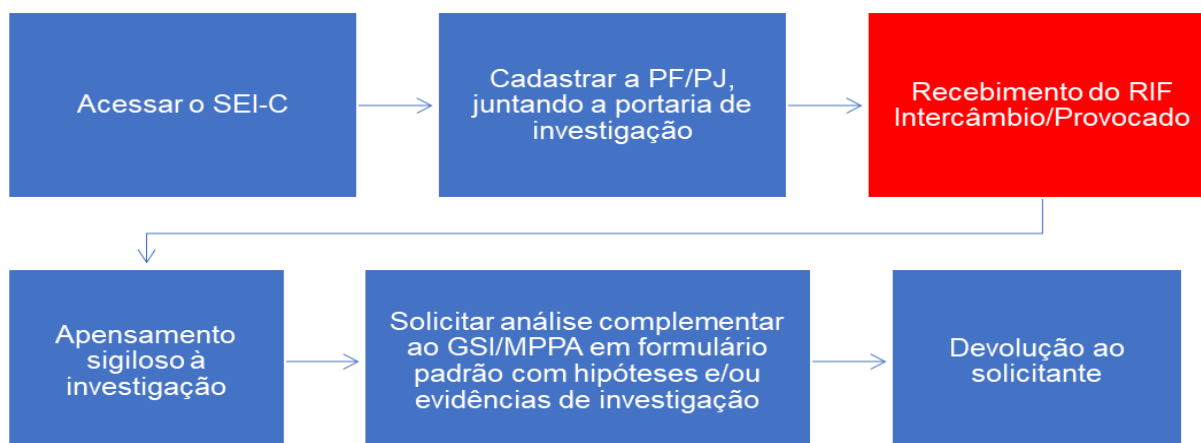 Acessar o SEI-C
Cadastrar a PF/PJ,
juntando a portaria de
investigação
Recebimento do RIF
Intercâmbio/Provocado
Apensamento
sigiloso à
investigação
Solicitar análise complementar
ao GSI/MPPA em formulário
padrão com hipóteses e/ou
evidências de investigação
Devolução ao
solicitante